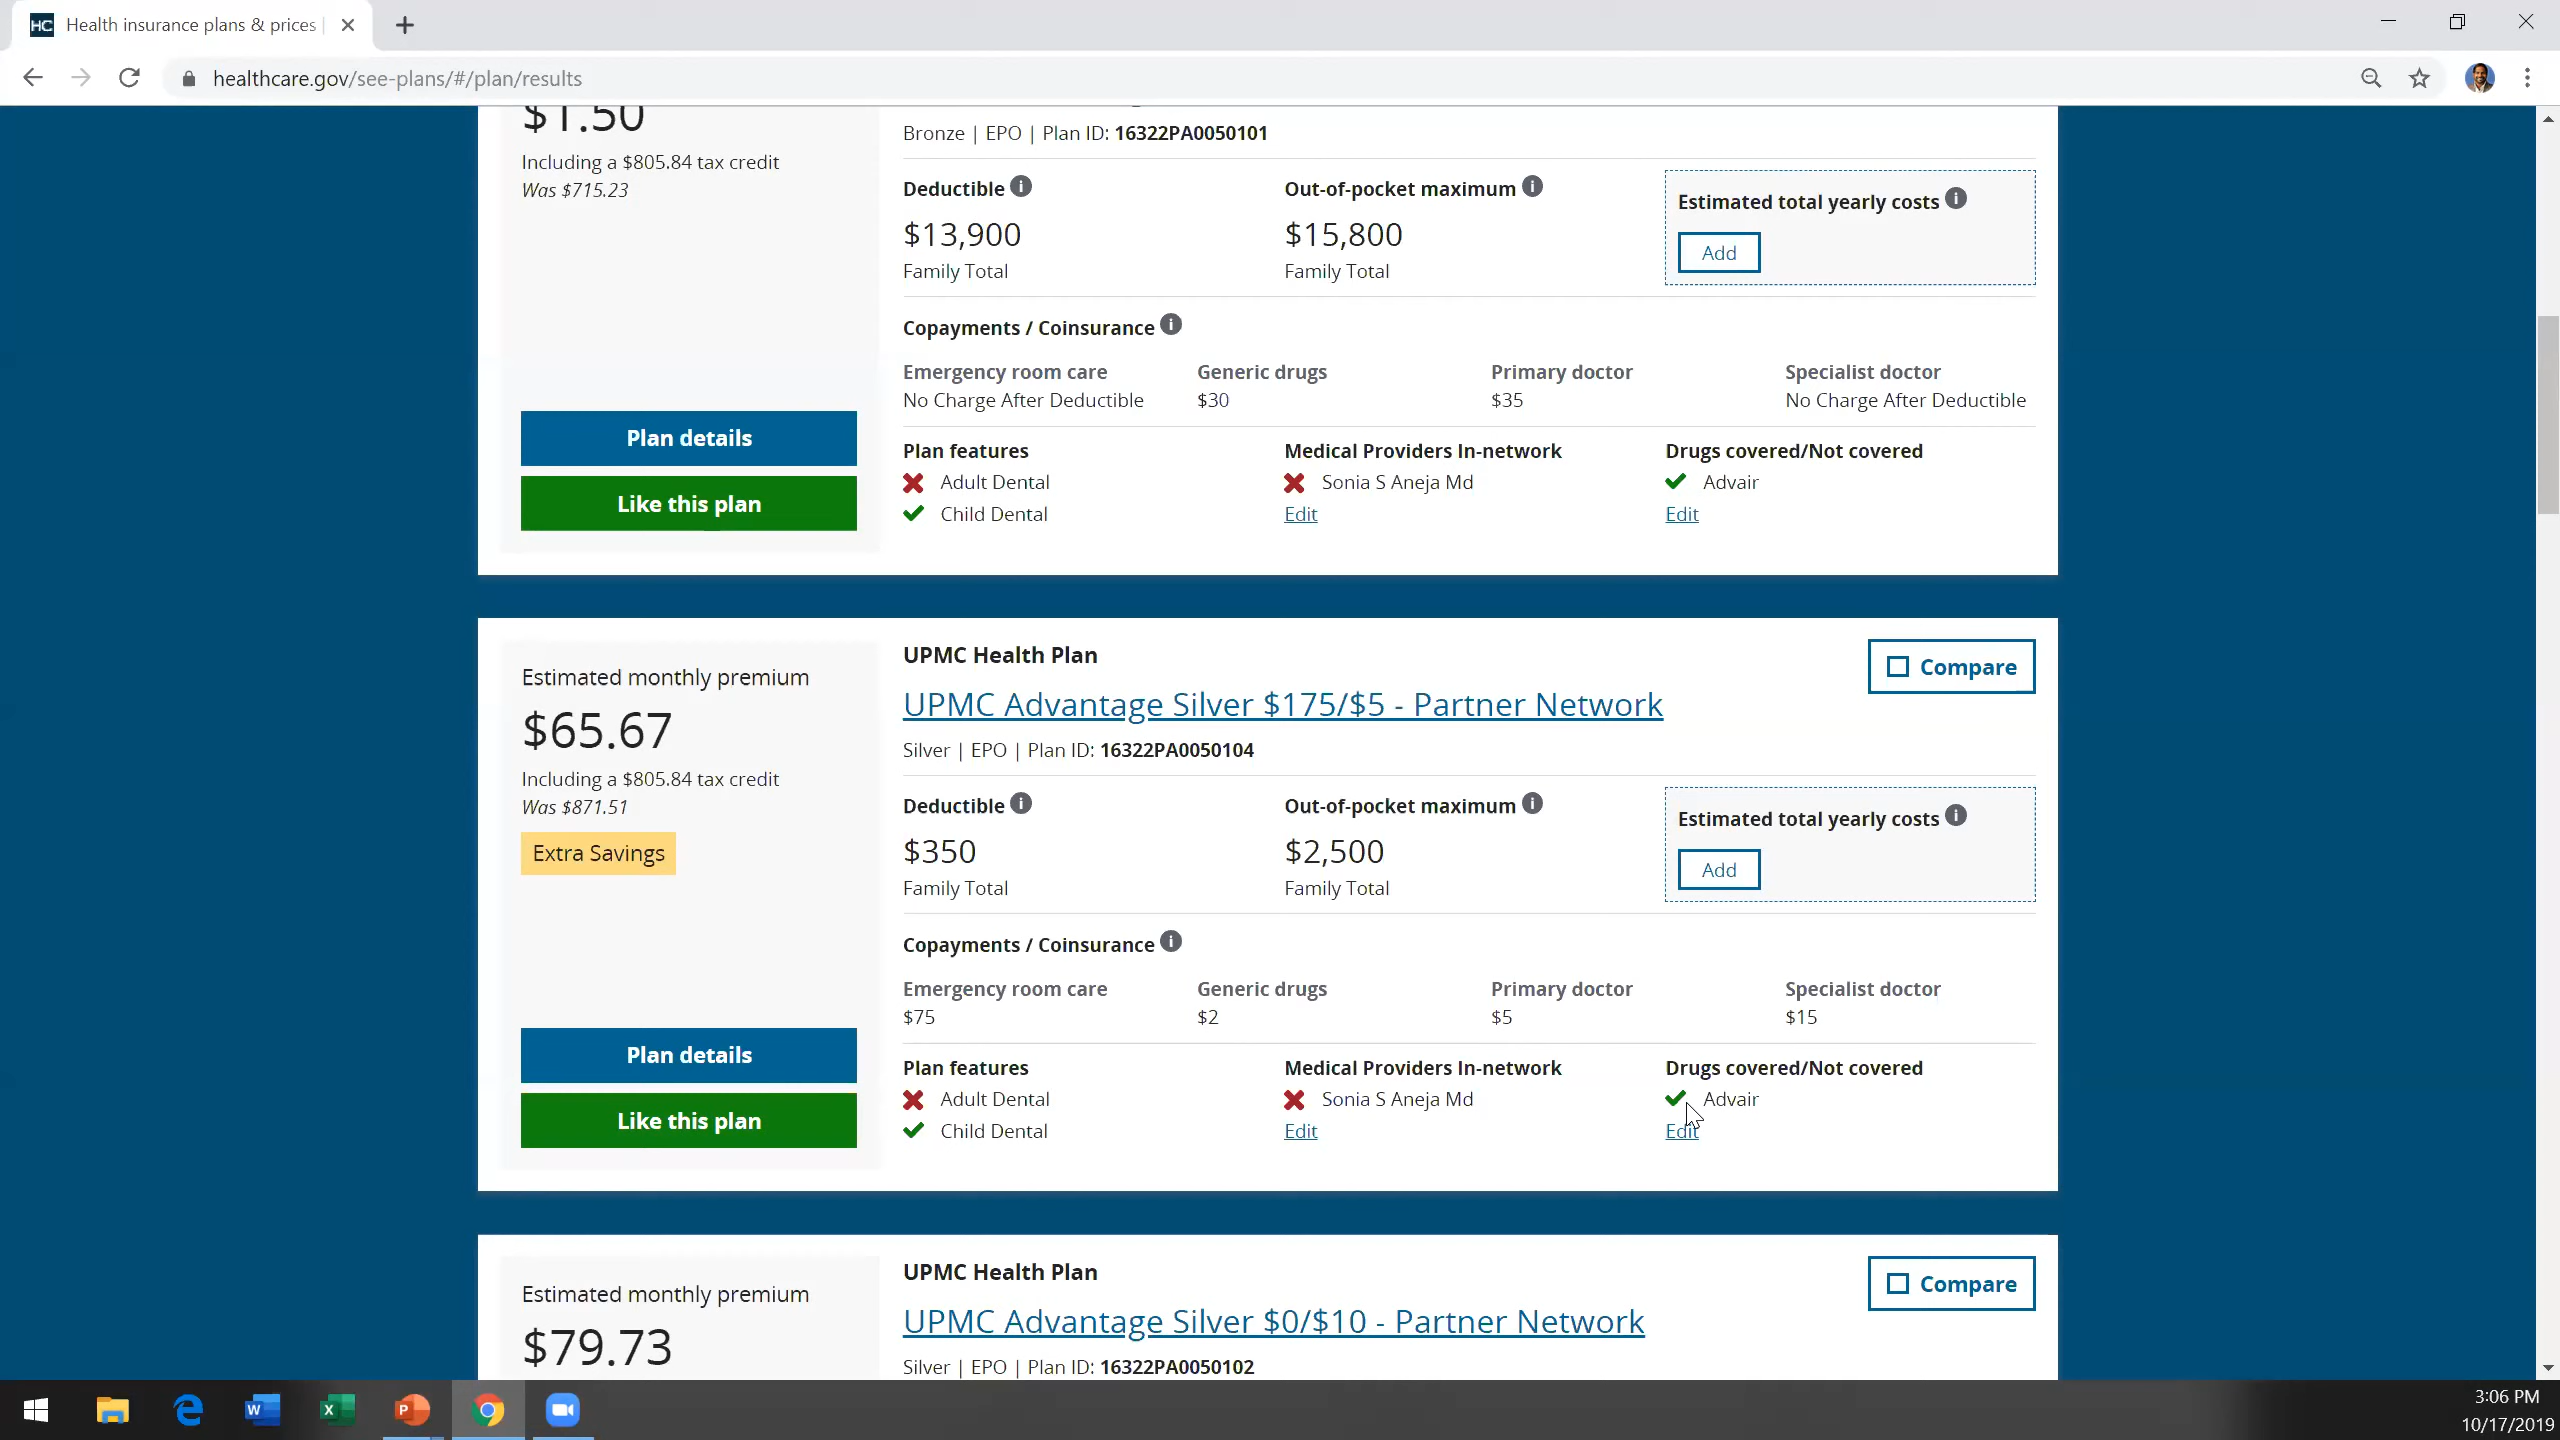 HC Health insurance plans & prices
healthcare.gov/see-plans/#/plan/results
$1.50
Including a $805.84 tax credit
Was $715.23
Plan details
Like this plan
Bronze | EPO | Plan ID: 16322PA0050101
Deductible i
$13,900
Family Total
Out-of-pocket maximum i
$15,800
Family Total
Estimated total yearly costs i
Add
Copayments / Coinsurance i
Emergency room care
No Charge After Deductible
Generic drugs
$30
Primary doctor
$35
Specialist doctor
No Charge After Deductible
Plan features
Adult Dental
Child Dental
Medical Providers In-network
Sonia S Aneja Md
Edit
Drugs covered/Not covered
Advair
Edit
Estimated monthly premium
$65.67
Including a $805.84 tax credit
Was $871.51
Extra Savings
Plan details
Like this plan
UPMC Health Plan
UPMC Advantage Silver $175/$5 - Partner Network
Silver | EPO | Plan ID: 16322PA0050104
Compare
Deductible i
$350
Family Total
Out-of-pocket maximum i
$2,500
Family Total
Estimated total yearly costs i
Add
Copayments / Coinsurance i
Emergency room care
$75
Generic drugs
$2
Primary doctor
$5
Specialist doctor
$15
Plan features
Adult Dental
Child Dental
Medical Providers In-network
Sonia S Aneja Md
Edit
Drugs covered/Not covered
Advair
Edit
Estimated monthly premium
$79.73
UPMC Health Plan
UPMC Advantage Silver $0/$10 - Partner Network
Silver | EPO | Plan ID: 16322PA0050102
Compare
3:06 PM
10/17/2019